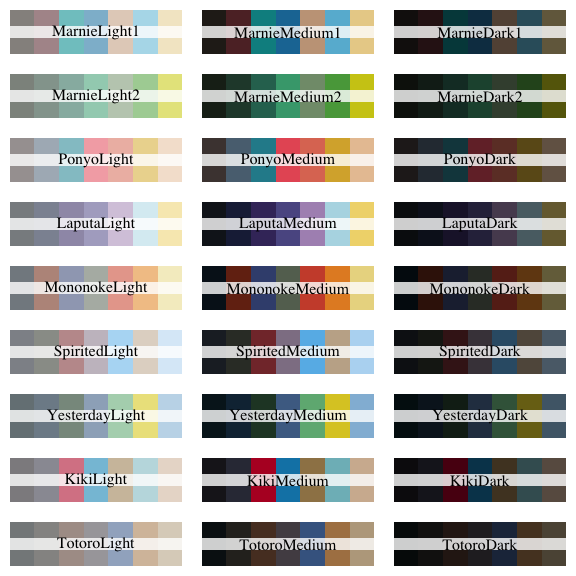 MarnieLight1 MarnieMedium1 MarnieDark1
MarnieLight2 MarnieMedium2 MarnieDark2
PonyoLight PonyoMedium PonyoDark
LaputaLight LaputaMedium LaputaDark
MononokeLight MononokeMedium MononokeDark
SpiritedLight SpiritedMedium SpiritedDark
YesterdayLight YesterdayMedium YesterdayDark
KikiLight KikiMedium KikiDark
TotoroLight TotoroMedium TotoroDark